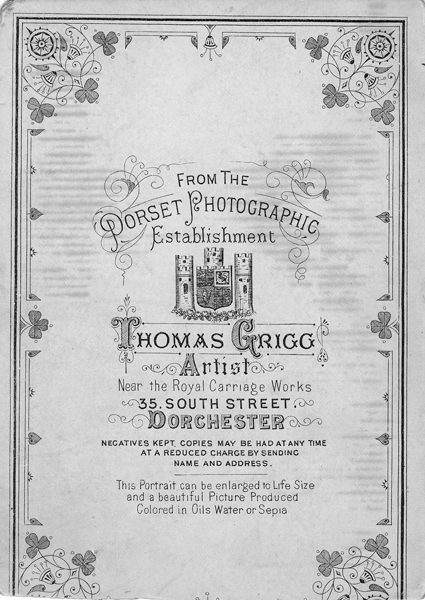 FROM THE
DORSET PHOTOGRAPHIC
Establishment
THOMAS GRIGG
Artist
Near the Royal Carriage Works
35. SOUTH STREET.
DORCHESTER
NEGATIVES KEPT, COPIES MAY BE HAD AT ANY TIME
AT A REDUCED CHARGE BY SENDING
NAME AND ADDRESS.
This Portrait can be enlarged to Life Size
and a beautiful Picture Produced
Colored in Oils Water or Sepia